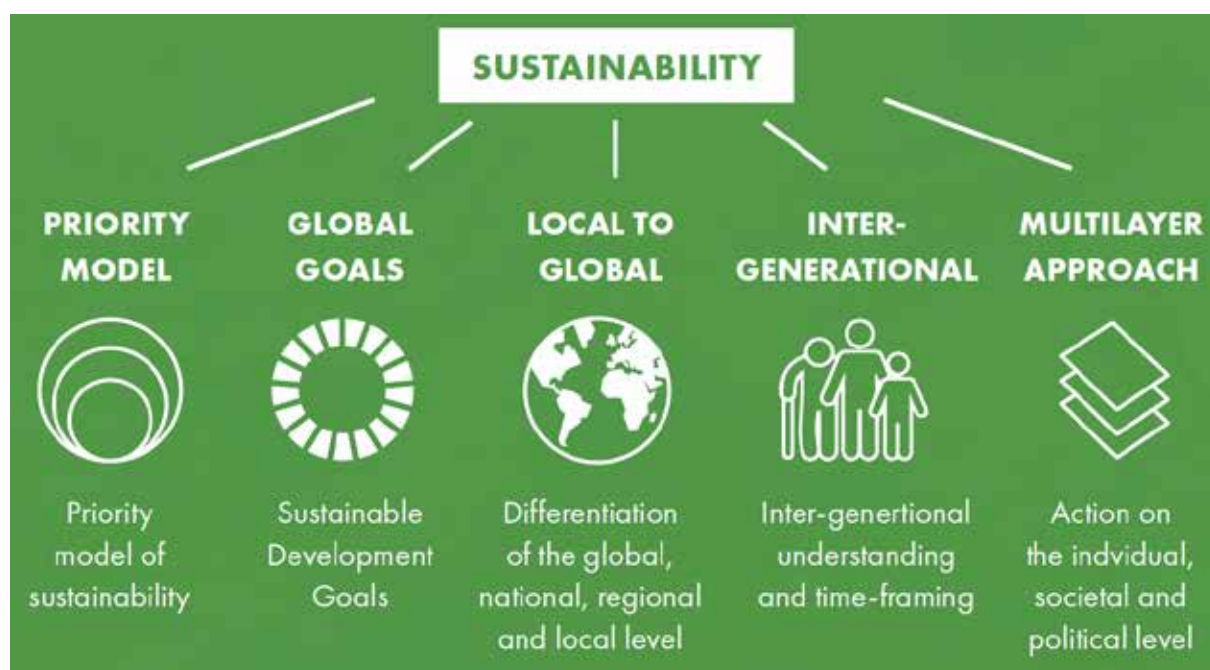 SUSTAINABILITY
PRIORITY
MODEL
GLOBAL
GOALS
LOCAL TO
GLOBAL
INTER-
GENERATIONAL
MULTILAYER
APPROACH
Priority
model of
sustainability
Sustainable
Development
Goals
Differentiation
of the global,
national, regional
and local level
Inter-genertional
understanding
and time-framing
Action on
the indvidual,
societal and
political level